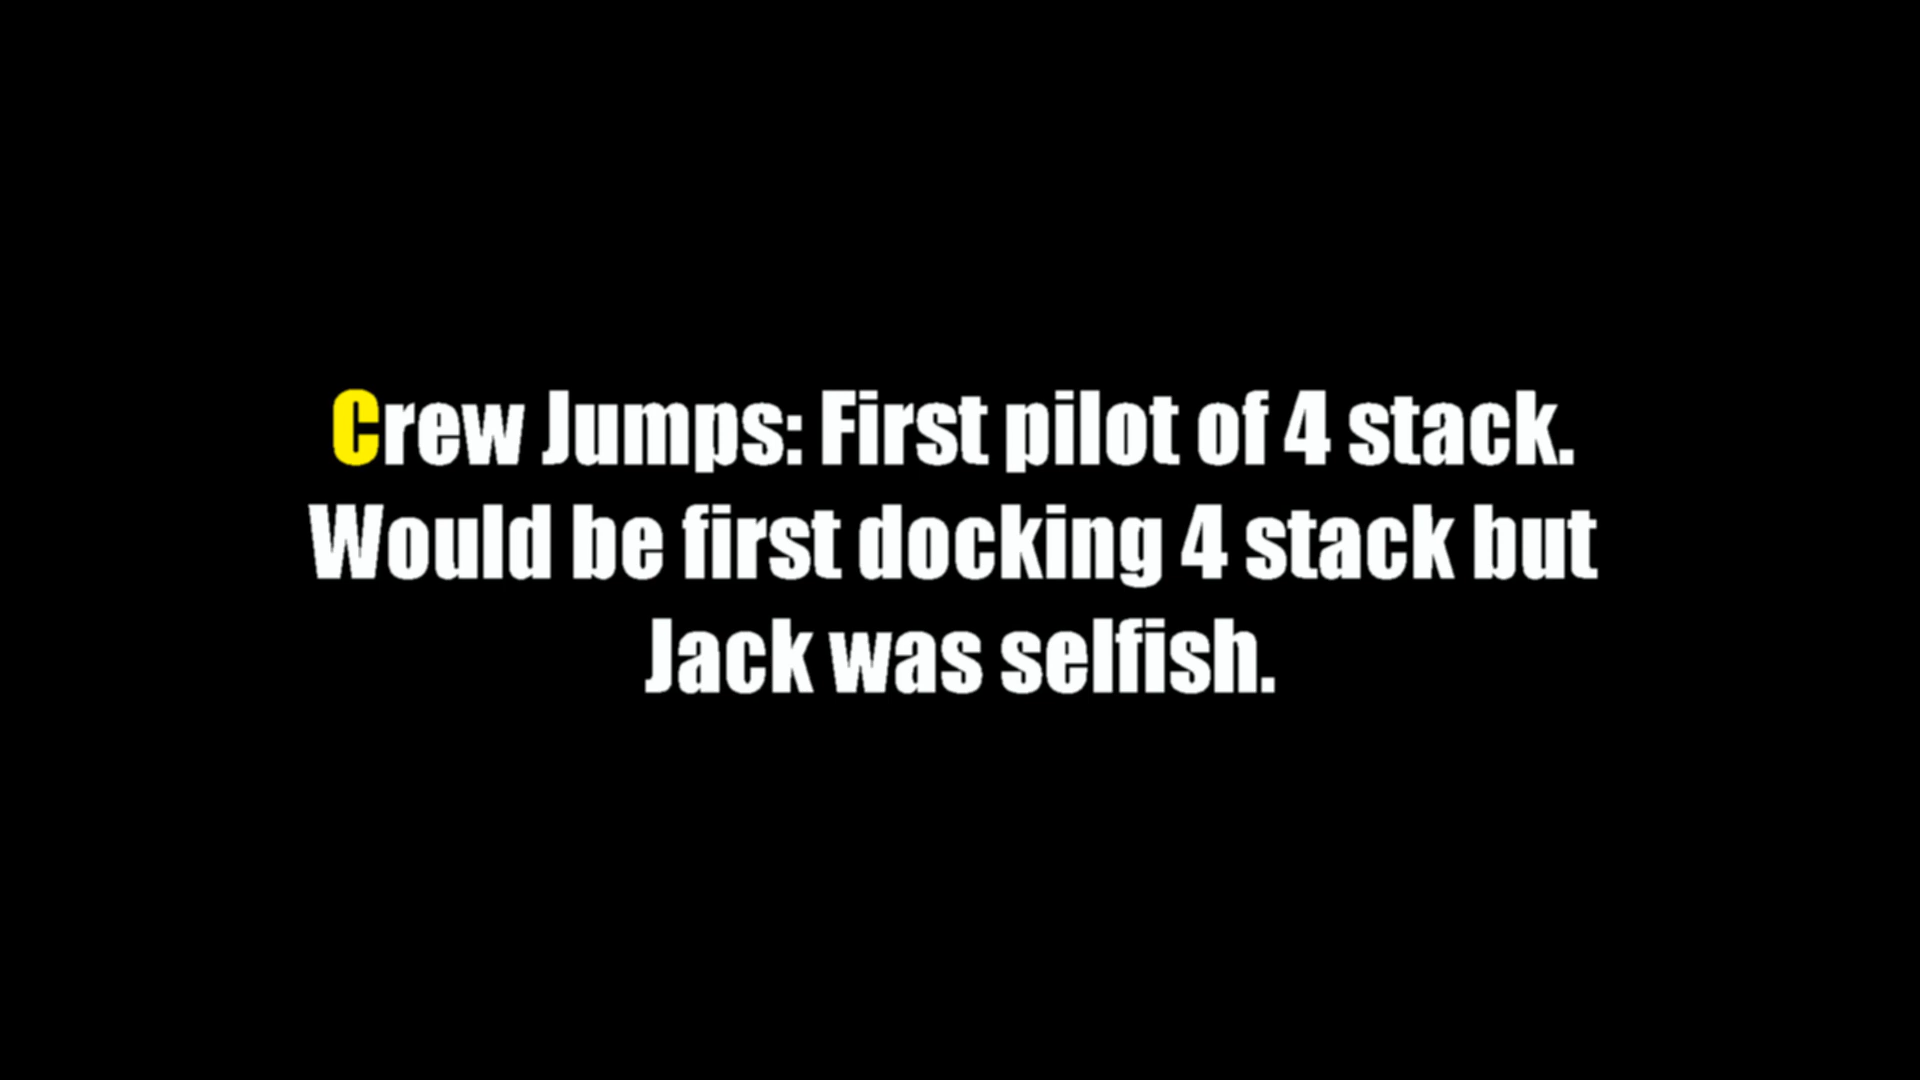 Crew Jumps: First pilot of 4 stack.
Would be first docking 4 stack but
Jack was selfish.